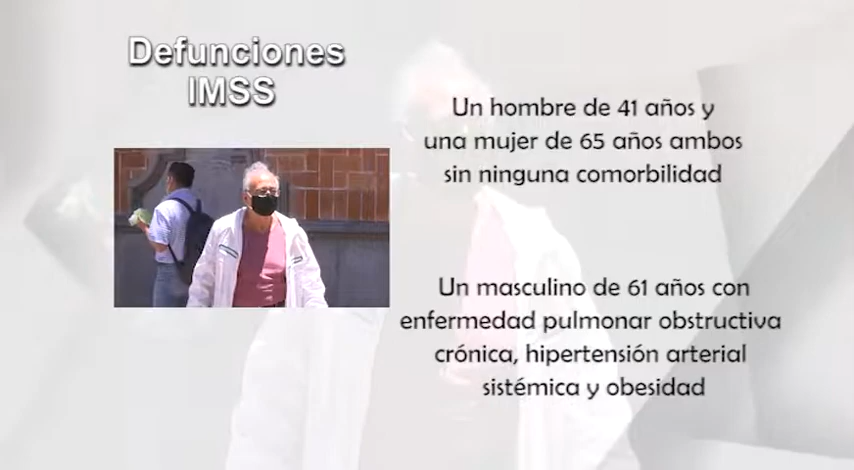 Defunciones
IMSS
Un hombre de 41 años y
una mujer de 65 años ambos
sin ninguna comorbilidad
Un masculino de 61 años con
enfermedad pulmonar obstructiva
crónica, hipertensión arterial
sistémica y obesidad